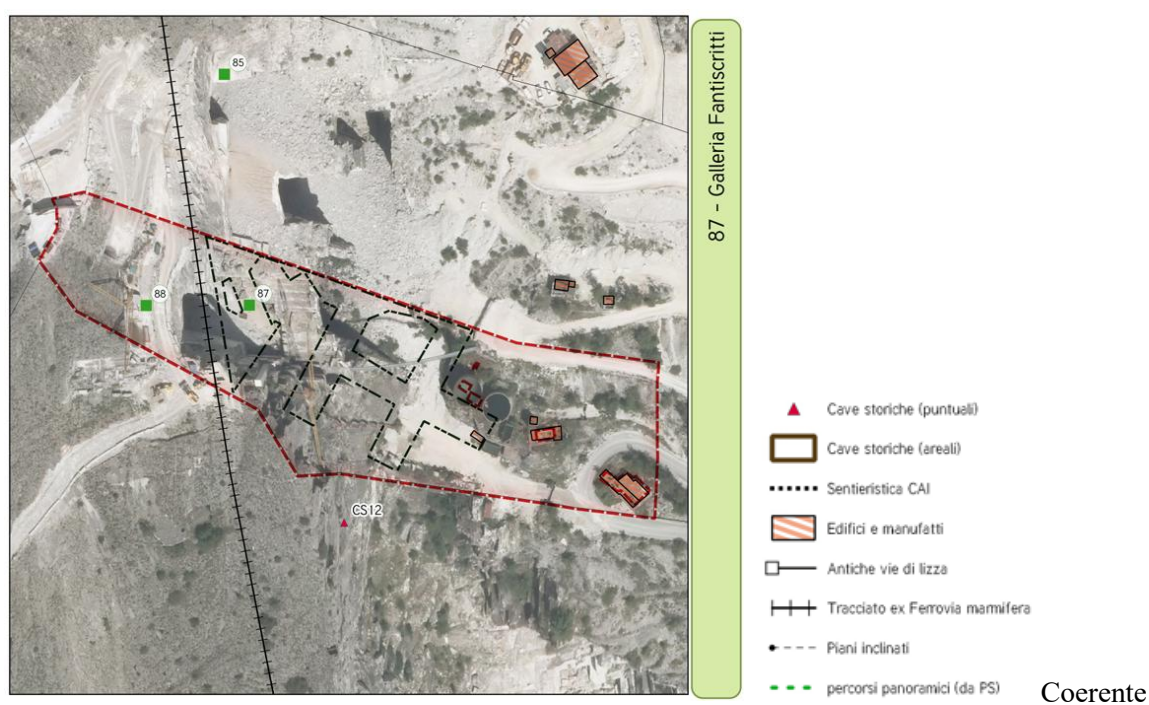 85
88
87
CS12
87 - Galleria Fantiscritti
Cave storiche (puntuali)
Cave storiche (areali)
Sentieristica CAI
Edifici e manufatti
Antiche vie di lizza
Tracciato ex Ferrovia marmifera
Piani inclinati
percorsi panoramici (da PS)
Coerente